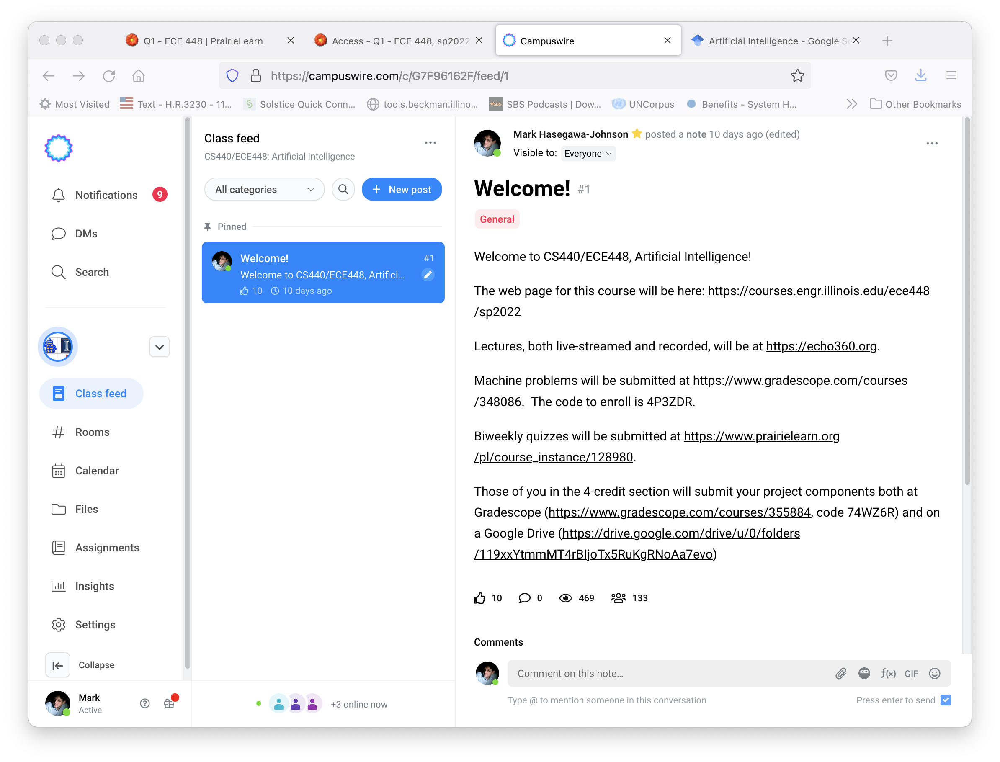 Q1 - ECE 448 | PrairieLearn
Access - Q1 - ECE 448, sp2022
Campuswire
Artificial Intelligence - Google Sc
https://campuswire.com/c/G7F96162F/feed/1
Most Visited
Text - H.R.3230 - 11...
Solstice Quick Conn...
tools.beckman.illino...
SBS Podcasts | Dow...
UNCorpus
Benefits - System H...
Other Bookmarks
Notifications 9
DMs
Search
Class feed
Rooms
Calendar
Files
Assignments
Insights
Settings
Collapse
Mark
Active
Class feed
CS440/ECE448: Artificial Intelligence
All categories
+ New post
Pinned
Welcome! #1
Welcome to CS440/ECE448, Artifici...
10 10 days ago
+3 online now
Mark Hasegawa-Johnson posted a note 10 days ago (edited)
Visible to: Everyone
Welcome! #1
General
Welcome to CS440/ECE448, Artificial Intelligence!
The web page for this course will be here: https://courses.engr.illinois.edu/ece448
/sp2022
Lectures, both live-streamed and recorded, will be at https://echo360.org.
Machine problems will be submitted at https://www.gradescope.com/courses
/348086.  The code to enroll is 4P3ZDR.
Biweekly quizzes will be submitted at https://www.prairielearn.org
/pl/course_instance/128980.
Those of you in the 4-credit section will submit your project components both at
Gradescope (https://www.gradescope.com/courses/355884, code 74WZ6R) and on
a Google Drive (https://drive.google.com/drive/u/0/folders
/119xxYtmmMT4rBIjoTx5RuKgRNoAa7evo)
10 0 469 133
Comments
Comment on this note...
f(x) GIF
Type @ to mention someone in this conversation
Press enter to send